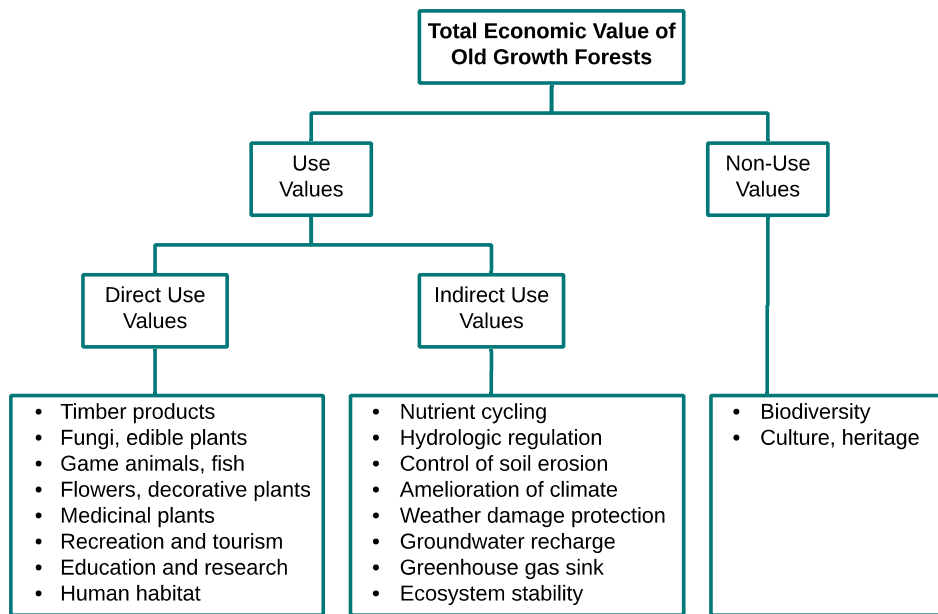 Total Economic Value of
Old Growth Forests
Use
Values
Non-Use
Values
Direct Use
Values
Indirect Use
Values
• Timber products
• Fungi, edible plants
• Game animals, fish
• Flowers, decorative plants
• Medicinal plants
• Recreation and tourism
• Education and research
• Human habitat
• Nutrient cycling
• Hydrologic regulation
• Control of soil erosion
• Amelioration of climate
• Weather damage protection
• Groundwater recharge
• Greenhouse gas sink
• Ecosystem stability
• Biodiversity
• Culture, heritage